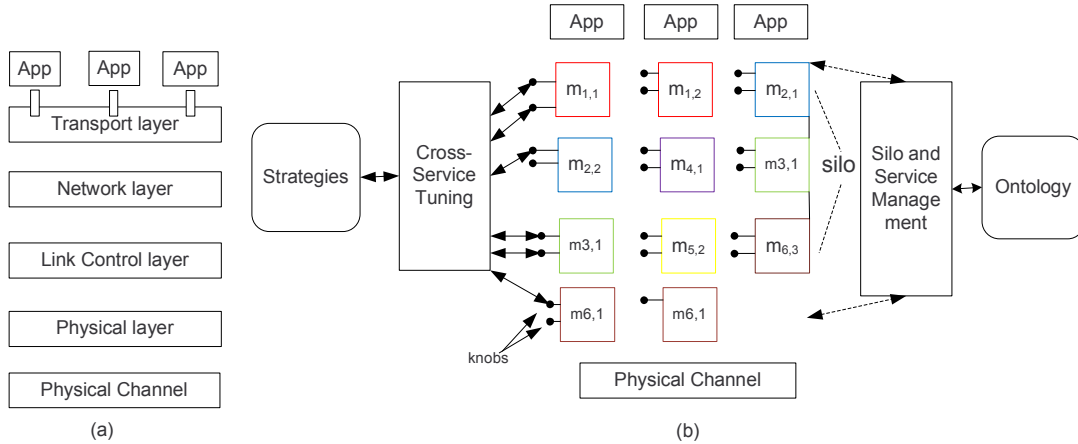 App
App
App
Transport layer
Network layer
Link Control layer
Physical layer
Physical Channel
(a)
Strategies
Cross-
Service
Tuning
App
App
App
m1,1
m1,2
m2,1
m2,2
m4,1
m3,1
m3,1
m5,2
m6,3
m6,1
m6,1
knobs
silo
Silo and
Service
Manage
ment
Ontology
Physical Channel
(b)